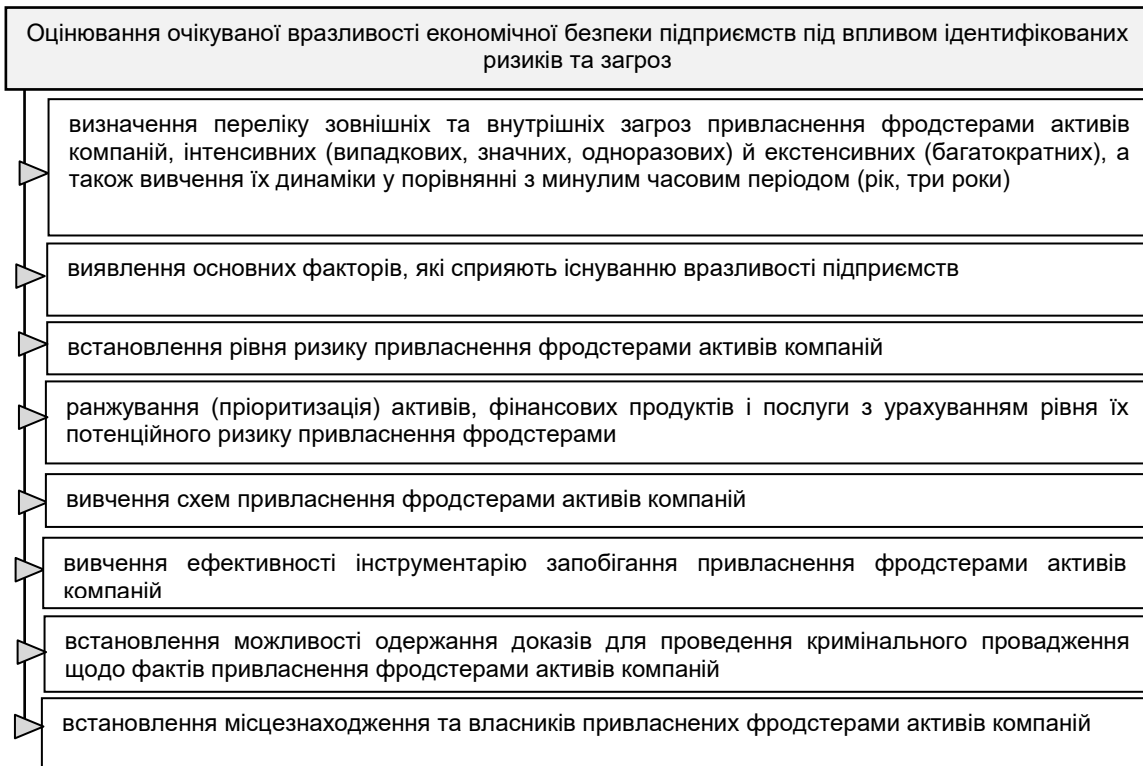 Оцінювання очікуваної вразливості економічної безпеки підприємств під впливом ідентифікованих
ризиків та загроз
визначення переліку зовнішніх та внутрішніх загроз привласнення фродстерами активів
компаній, інтенсивних (випадкових, значних, одноразових) й екстенсивних (багатократних), а
також вивчення їх динаміки у порівнянні з минулим часовим періодом (рік, три роки)
виявлення основних факторів, які сприяють існуванню вразливості підприємств
встановлення рівня ризику привласнення фродстерами активів компаній
ранжування (пріоритизація) активів, фінансових продуктів і послуги з урахуванням рівня їх
потенційного ризику привласнення фродстерами
вивчення схем привласнення фродстерами активів компаній
вивчення ефективності інструментарію запобігання привласнення фродстерами активів
компаній
встановлення можливості одержання доказів для проведення кримінального провадження
щодо фактів привласнення фродстерами активів компаній
встановлення місцезнаходження та власників привласнених фродстерами активів компаній